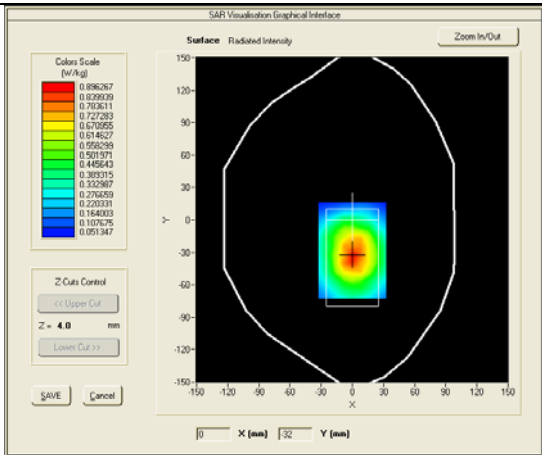 SAR Visualisation Graphical Interface
Surface Radiated Intensity
Zoom In/Out
Colors Scale
(W/kg)
0.896267
0.839939
0.783611
0.727283
0.670955
0.614627
0.558299
0.501971
0.445643
0.389315
0.332987
0.276659
0.220331
0.164003
0.107675
0.051347
150-
120-
90-
60-
30-
Y 0-
-30-
-60-
-90-
-120-
-150-
-150 -120 -90 -60 -30 0 30 60 90 120 150
X
Z Cuts Control
<< Upper Cut
Z = 4.0 mm
Lower Cut >>
SAVE Cancel
0 X (mm) -32 Y (mm)